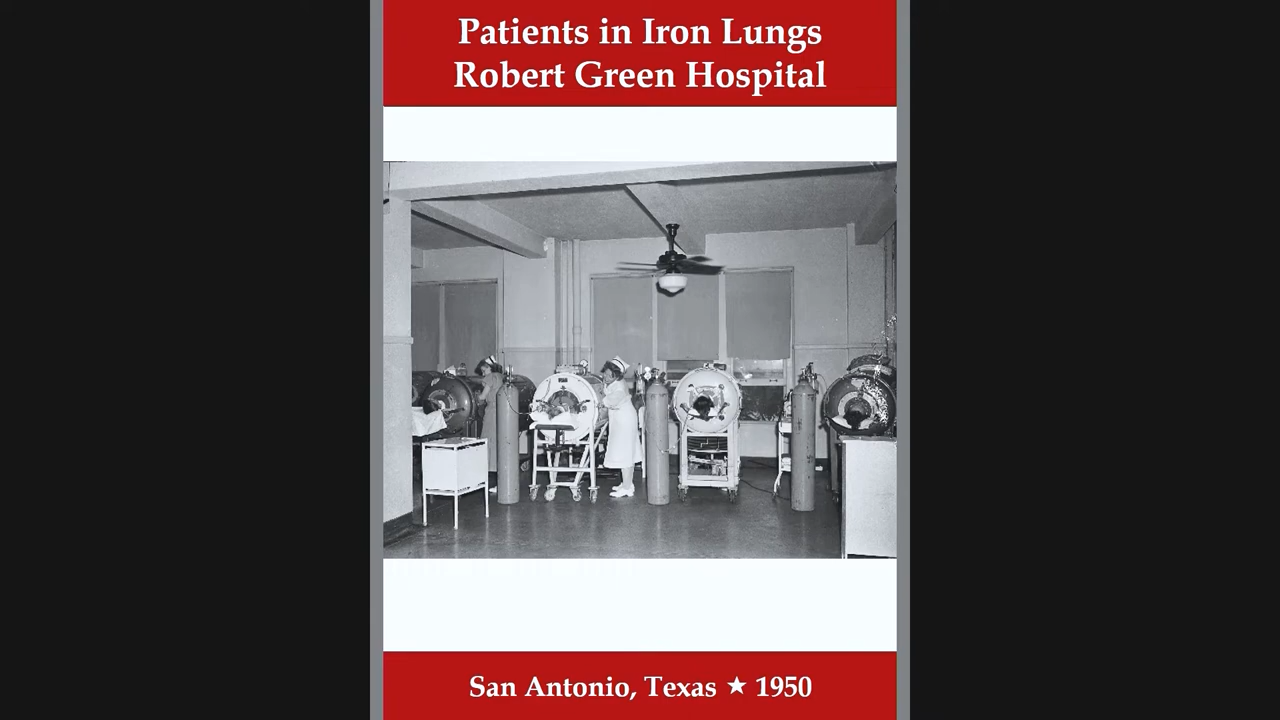 Patients in Iron Lungs
Robert Green Hospital
San Antonio, Texas ★ 1950